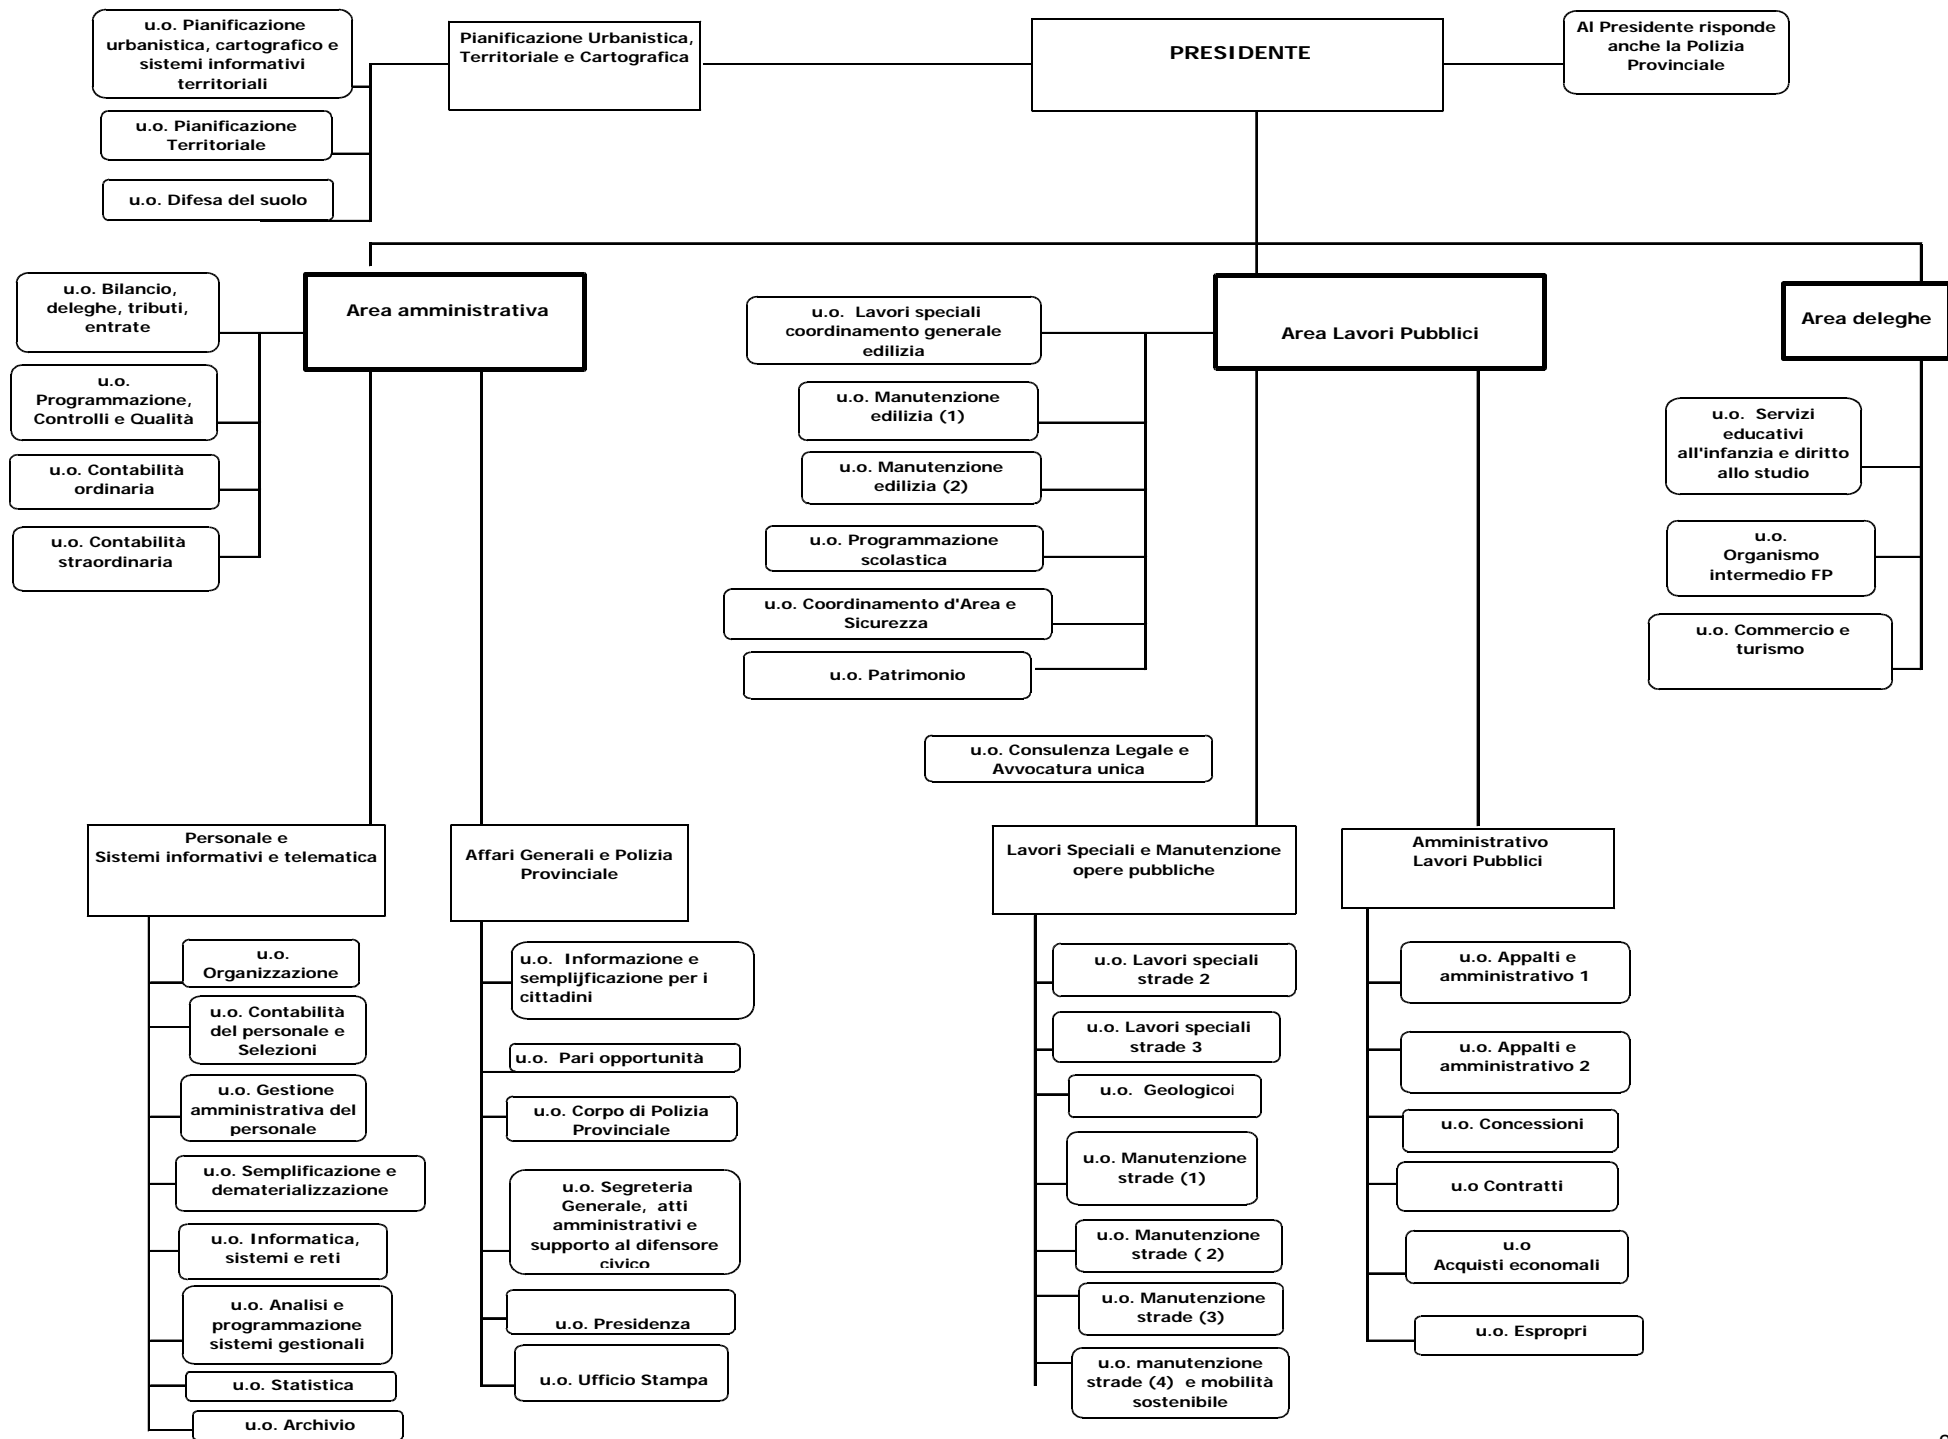 u.o. Pianificazione
urbanistica, cartografico e
sistemi informativi
territoriali
Pianificazione Urbanistica,
Territoriale e Cartografica
PRESIDENTE
Al Presidente risponde
anche la Polizia
Provinciale
u.o. Pianificazione
Territoriale
u.o. Difesa del suolo
u.o. Bilancio,
deleghe, tributi,
entrate
Area amministrativa
u.o. Lavori speciali
coordinamento generale
edilizia
Area Lavori Pubblici
Area deleghe
u.o.
Programmazione,
Controlli e Qualità
u.o. Contabilità
ordinaria
u.o. Contabilità
straordinaria
u.o. Manutenzione
edilizia (1)
u.o. Manutenzione
edilizia (2)
u.o. Programmazione
scolastica
u.o. Coordinamento d'Area e
Sicurezza
u.o. Patrimonio
u.o. Servizi
educativi
all'infanzia e diritto
allo studio
u.o.
Organismo
intermedio FP
u.o. Commercio e
turismo
u.o. Consulenza Legale e
Avvocatura unica
Personale e
Sistemi informativi e telematica
Affari Generali e Polizia
Provinciale
Lavori Speciali e Manutenzione
opere pubbliche
Amministrativo
Lavori Pubblici
u.o.
Organizzazione
u.o. Contabilità
del personale e
Selezioni
u.o. Gestione
amministrativa del
personale
u.o. Semplificazione e
dematerializzazione
u.o. Informatica,
sistemi e reti
u.o. Analisi e
programmazione
sistemi gestionali
u.o. Statistica
u.o. Archivio
u.o. Informazione e
semplijficazione per i
cittadini
u.o. Pari opportunità
u.o. Corpo di Polizia
Provinciale
u.o. Segreteria
Generale, atti
amministrativi e
supporto al difensore
civico
u.o. Presidenza
u.o. Ufficio Stampa
u.o. Lavori speciali
strade 2
u.o. Lavori speciali
strade 3
u.o. Geologicoi
u.o. Manutenzione
strade (1)
u.o. Manutenzione
strade ( 2)
u.o. Manutenzione
strade (3)
u.o. manutenzione
strade (4) e mobilità
sostenibile
u.o. Appalti e
amministrativo 1
u.o. Appalti e
amministrativo 2
u.o. Concessioni
u.o Contratti
u.o
Acquisti economali
u.o. Espropri